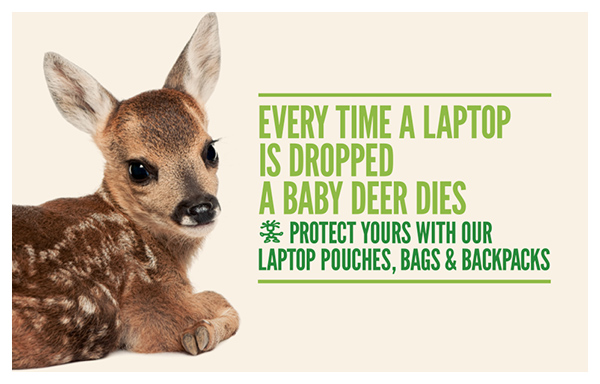 EVERY TIME A LAPTOP
IS DROPPED
A BABY DEER DIES
PROTECT YOURS WITH OUR
LAPTOP POUCHES, BAGS & BACKPACKS